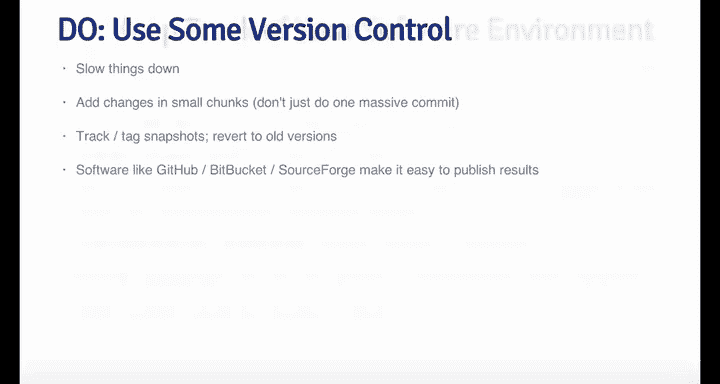 DO: Use Some Version Control
· Slow things down
· Add changes in small chunks (don't just do one massive commit)
· Track / tag snapshots; revert to old versions
· Software like GitHub / BitBucket / SourceForge make it easy to publish results